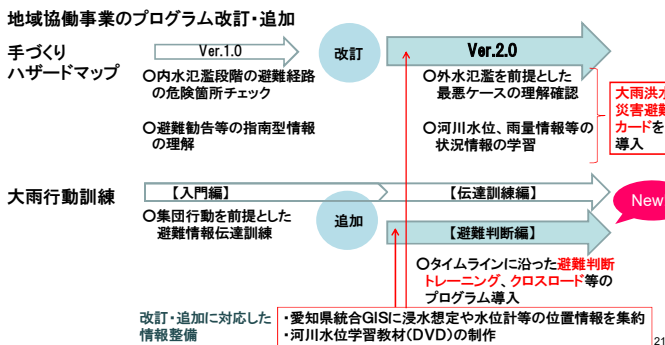 地域協働事業のプログラム改訂・追加
手づくり
ハザードマップ
Ver.1.0
改訂
Ver.2.0
〇内水氾濫段階の避難経路
の危険箇所チェック
〇避難勧告等の指南型情報
の理解
〇外水氾濫を前提とした
最悪ケースの理解確認
〇河川水位、雨量情報等の
状況情報の学習
大雨洪水
災害避難
カードを
導入
大雨行動訓練
【入門編】
【伝達訓練編】
New
〇集団行動を前提とした
避難情報伝達訓練
追加
【避難判断編】
〇タイムラインに沿った避難判断
トレーニング、クロスロード等の
プログラム導入
改訂・追加に対応した
情報整備
・愛知県統合GISに浸水想定や水位計等の位置情報を集約
・河川水位学習教材(DVD)の制作
21